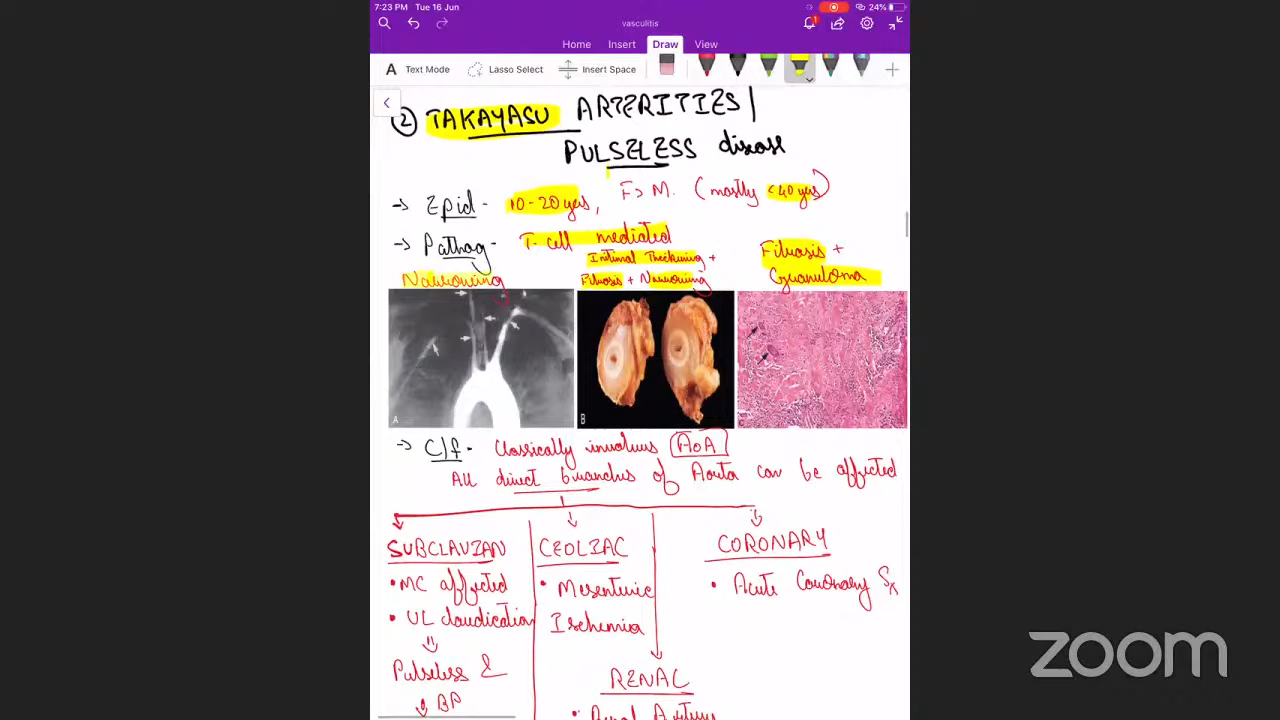 7:23 PM Tue 16 Jun 24%
vasculitis
Home Insert Draw View
A Text Mode Lasso Select Insert Space
② TAKAYASU ARTERITIES |
PULSELESS disease
→ Epid - 10-20 yrs, F > M. (mostly <40 yrs)
→ Pathog - T-cell mediated
Intimal Thickening +
Fibrosis + Narrowing
Fibrosis +
Granuloma
Narrowing
A
B
→ C/f - Classically involves AOA
All direct branches of Aorta can be affected
SUBCLAVIAN
• MC affected
• UL claudication
⇓
Pulseless &
↓ BP
CEOLIAC
• Mesenteric
Ischemia
RENAL
• Renal Artery
CORONARY
• Acute Coronary Sx
zoom